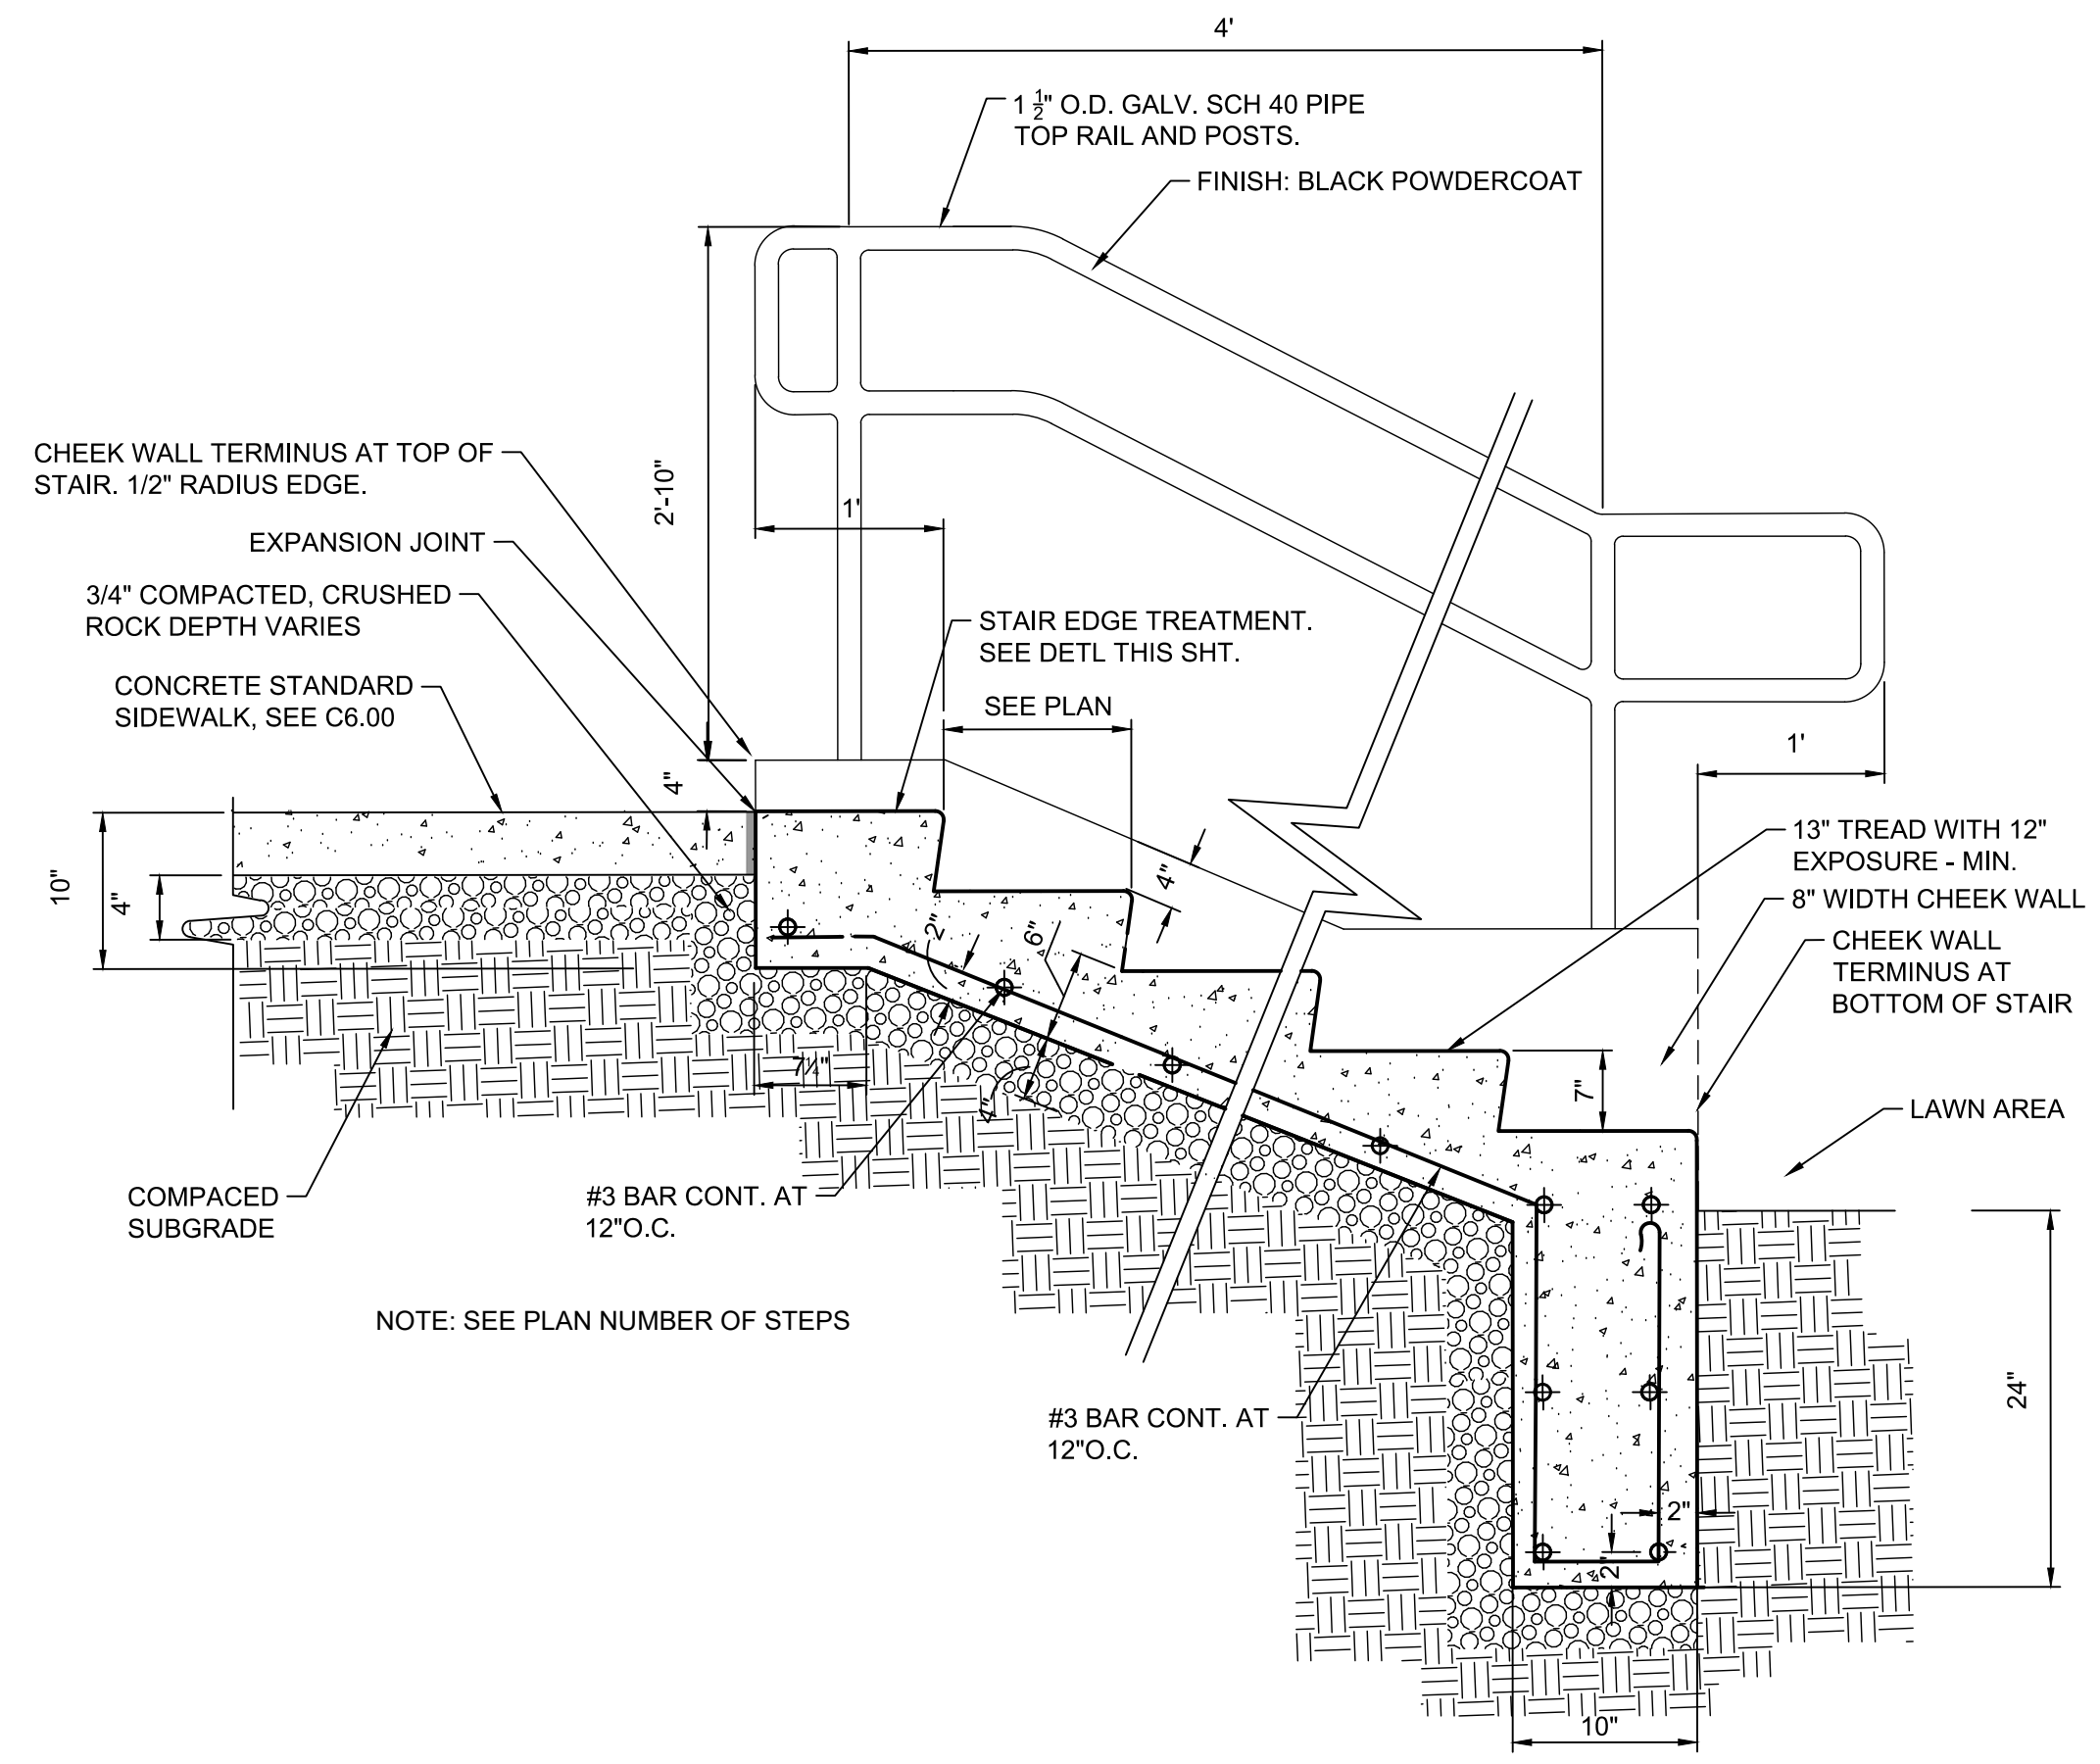 4'
1 1/2" O.D. GALV. SCH 40 PIPE
TOP RAIL AND POSTS.
FINISH: BLACK POWDERCOAT
2'-10"
CHEEK WALL TERMINUS AT TOP OF
STAIR. 1/2" RADIUS EDGE.
1'
EXPANSION JOINT
3/4" COMPACTED, CRUSHED
ROCK DEPTH VARIES
STAIR EDGE TREATMENT.
SEE DETL THIS SHT.
CONCRETE STANDARD
SIDEWALK, SEE C6.00
SEE PLAN
1'
4"
13" TREAD WITH 12"
EXPOSURE - MIN.
8" WIDTH CHEEK WALL
CHEEK WALL
TERMINUS AT
BOTTOM OF STAIR
10"
4"
4"
2"
6"
7 1/4"
4"
7"
LAWN AREA
COMPACED
SUBGRADE
#3 BAR CONT. AT
12"O.C.
NOTE: SEE PLAN NUMBER OF STEPS
#3 BAR CONT. AT
12"O.C.
24"
2"
2"
10"